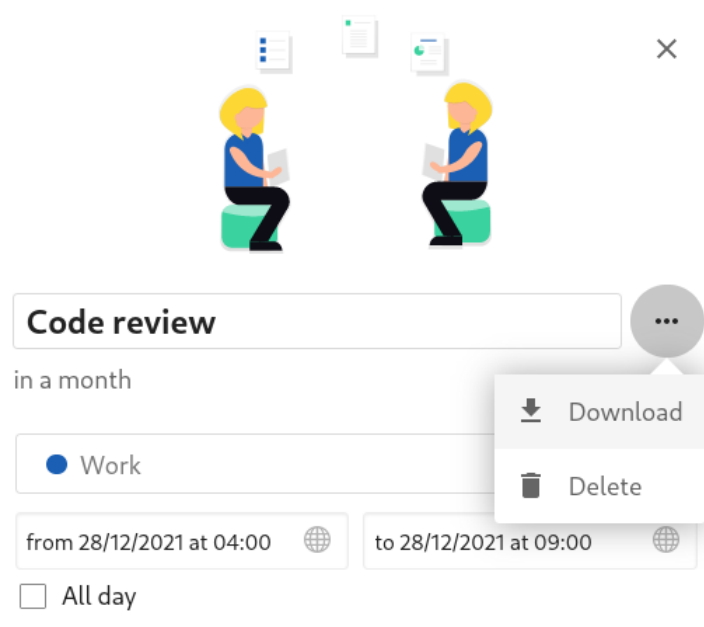 Code review
in a month
Download
Work
Delete
from 28/12/2021 at 04:00
to 28/12/2021 at 09:00
All day